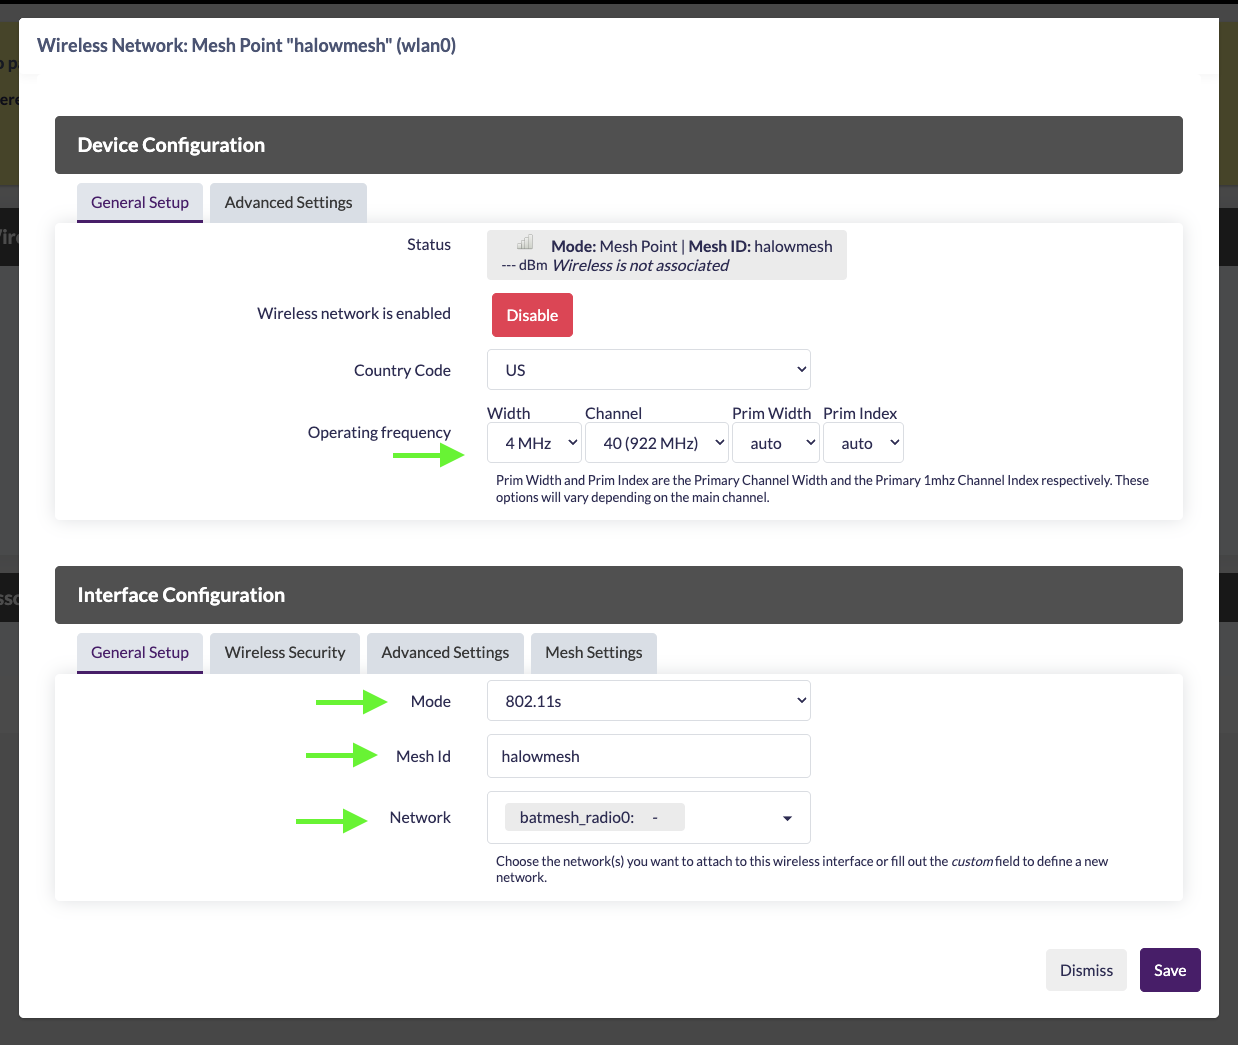 Wireless Network: Mesh Point "halowmesh" (wlan0)
Device Configuration
General Setup
Advanced Settings
Status
Mode: Mesh Point | Mesh ID: halowmesh
--- dBm Wireless is not associated
Wireless network is enabled
Disable
Country Code
US
Width Channel Prim Width Prim Index
Operating frequency
4 MHz 40 (922 MHz) auto auto
Prim Width and Prim Index are the Primary Channel Width and the Primary 1mhz Channel Index respectively. These
options will vary depending on the main channel.
Interface Configuration
General Setup
Wireless Security
Advanced Settings
Mesh Settings
Mode
802.11s
Mesh Id
halowmesh
Network
batmesh_radio0: -
Choose the network(s) you want to attach to this wireless interface or fill out the custom field to define a new
network.
Dismiss
Save